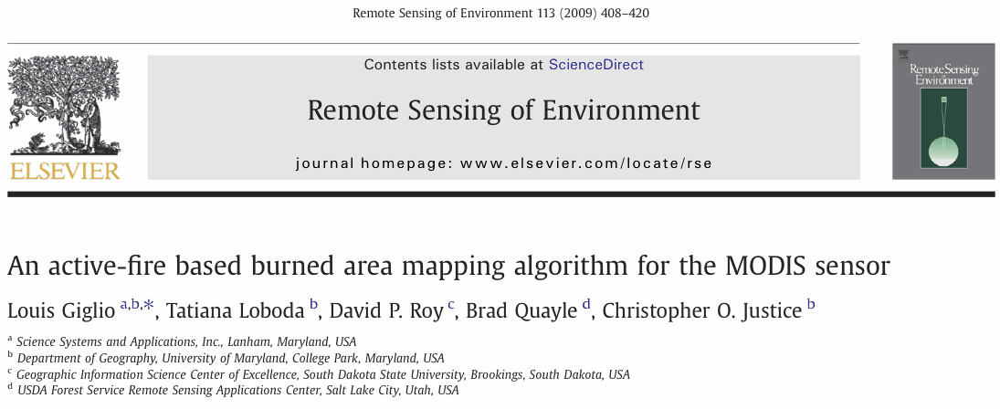 Remote Sensing of Environment 113 (2009) 408–420
Contents lists available at ScienceDirect
Remote Sensing of Environment
journal homepage: www.elsevier.com/locate/rse
ELSEVIER
Remote Sensing
of
Environment
An active-fire based burned area mapping algorithm for the MODIS sensor
Louis Giglio a,b,*, Tatiana Loboda b, David P. Roy c, Brad Quayle d, Christopher O. Justice b
a Science Systems and Applications, Inc., Lanham, Maryland, USA
b Department of Geography, University of Maryland, College Park, Maryland, USA
c Geographic Information Science Center of Excellence, South Dakota State University, Brookings, South Dakota, USA
d USDA Forest Service Remote Sensing Applications Center, Salt Lake City, Utah, USA